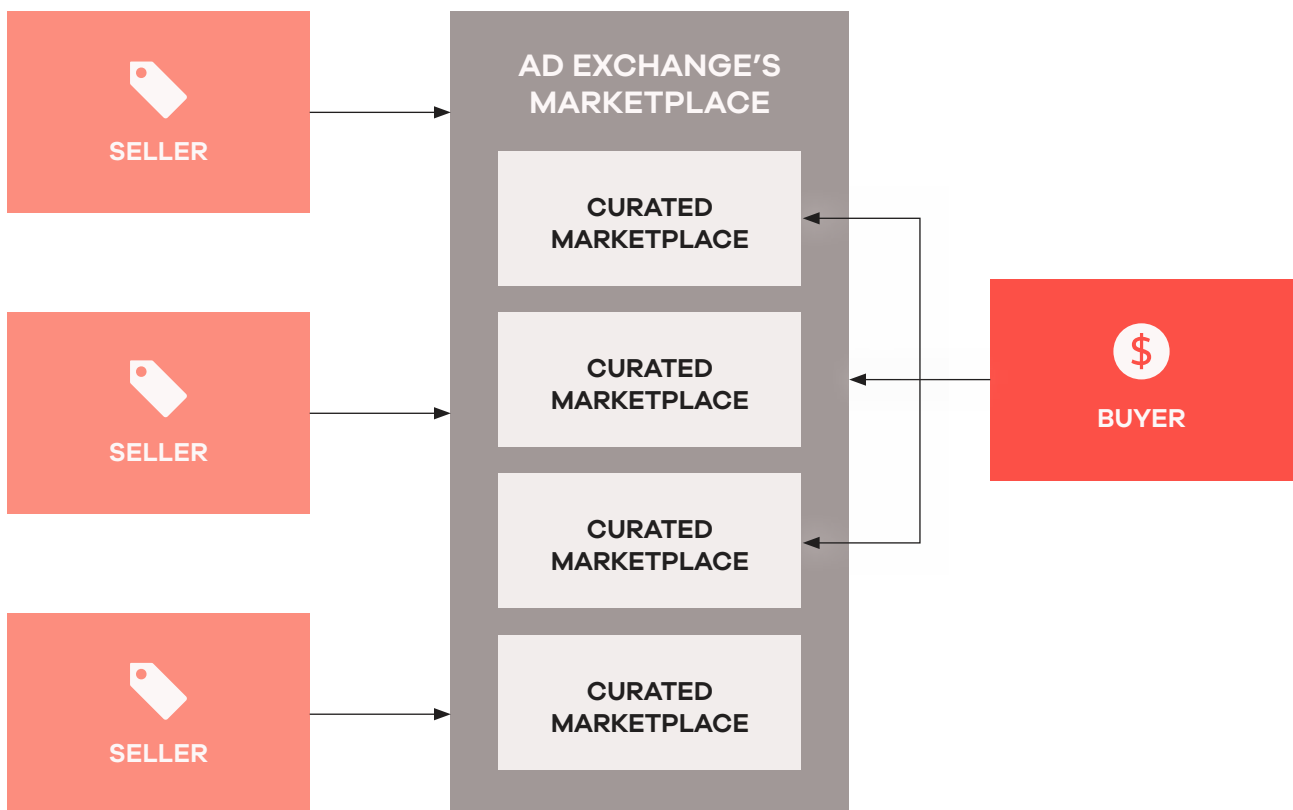 SELLER
SELLER
SELLER
AD EXCHANGE’S
MARKETPLACE
CURATED
MARKETPLACE
CURATED
MARKETPLACE
CURATED
MARKETPLACE
CURATED
MARKETPLACE
$
BUYER